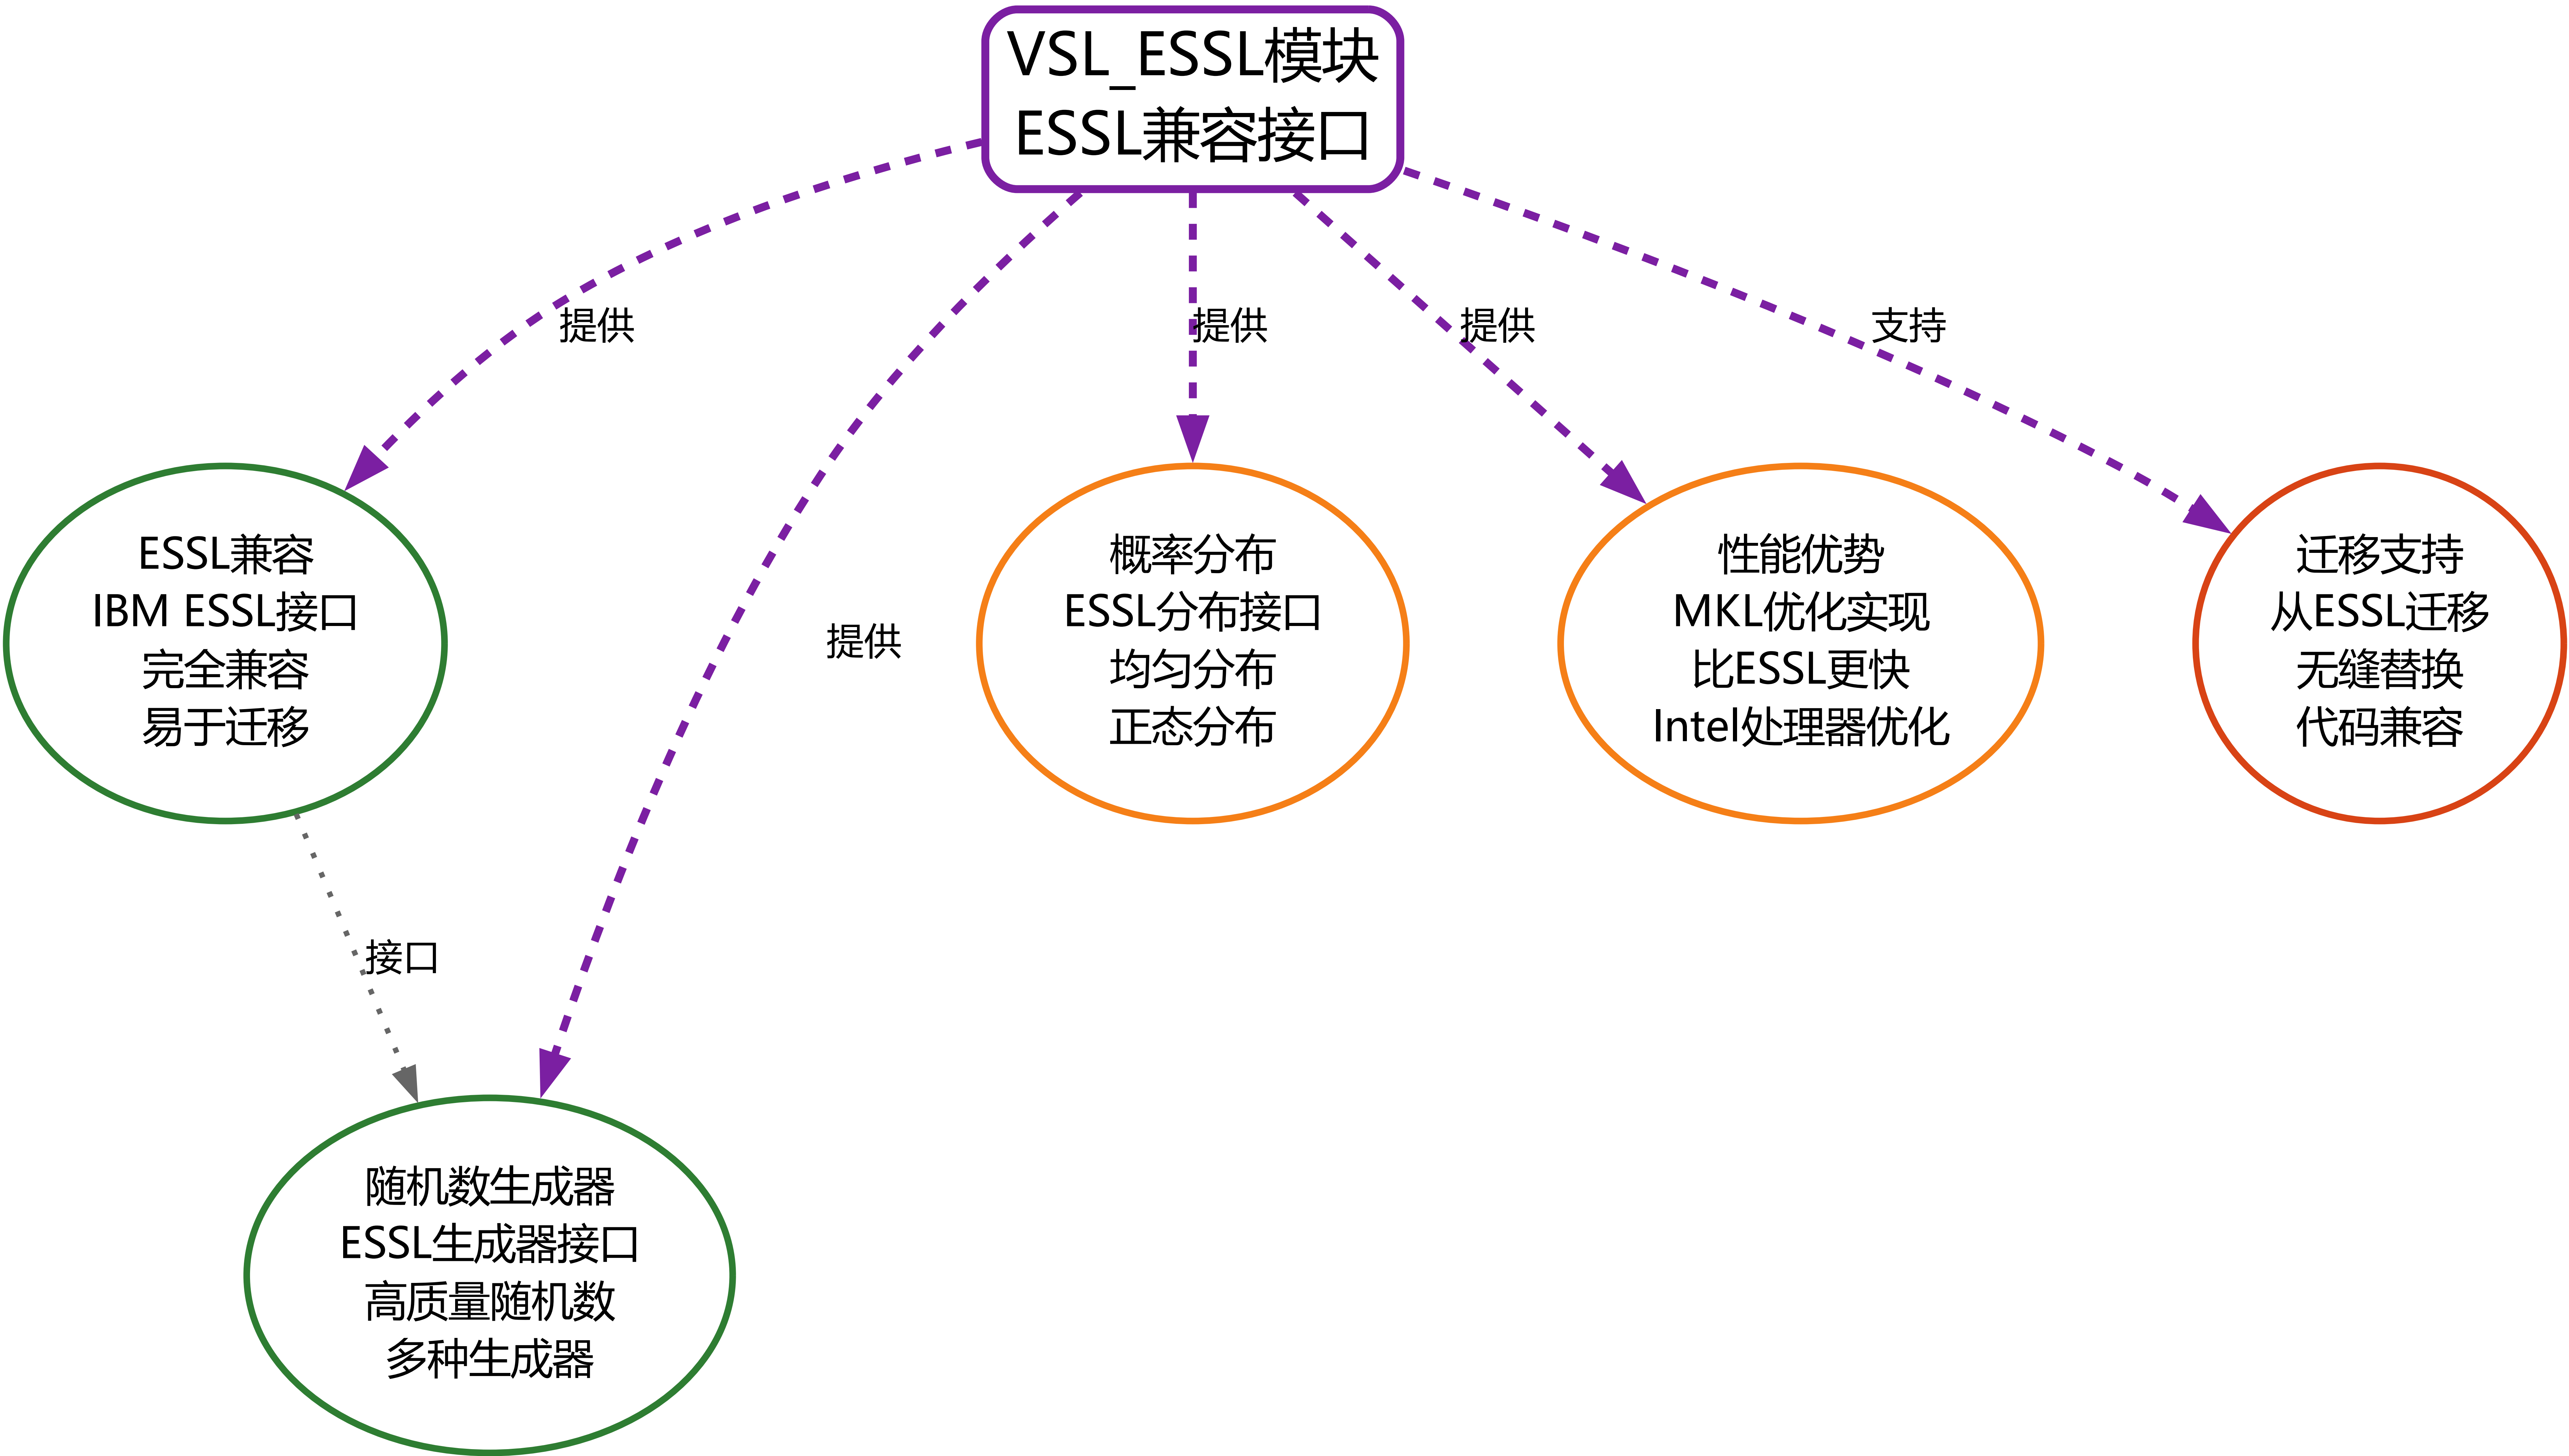 VSL_ESSL模块
ESSL兼容接口
提供
提供
提供
支持
ESSL兼容
IBM ESSL接口
完全兼容
易于迁移
提供
概率分布
ESSL分布接口
均匀分布
正态分布
性能优势
MKL优化实现
比ESSL更快
Intel处理器优化
迁移支持
从ESSL迁移
无缝替换
代码兼容
接口
随机数生成器
ESSL生成器接口
高质量随机数
多种生成器